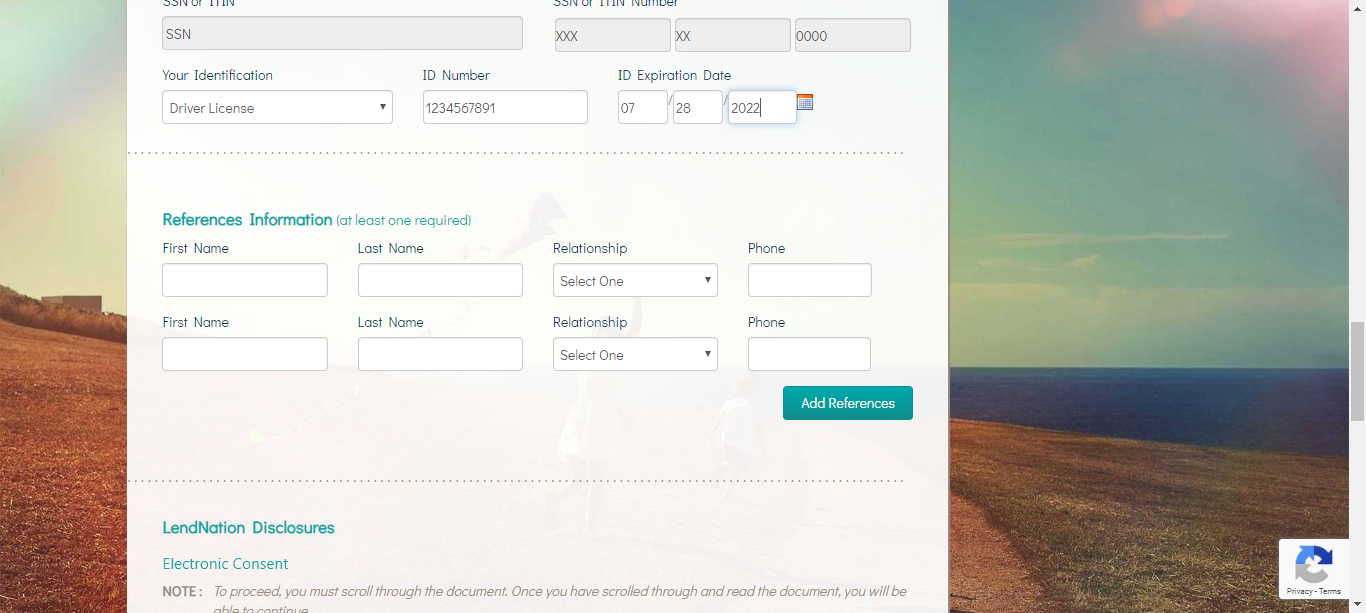 SSN or ITIN SSN or ITIN Number
SSN XXX XX 0000
Your Identification ID Number ID Expiration Date
Driver License 1234567891 07 / 28 / 2022
References Information (at least one required)
First Name Last Name Relationship Phone
Select One
First Name Last Name Relationship Phone
Select One
Add References
LendNation Disclosures
Electronic Consent
NOTE : To proceed, you must scroll through the document. Once you have scrolled through and read the document, you will be
able to continue
Privacy - Terms